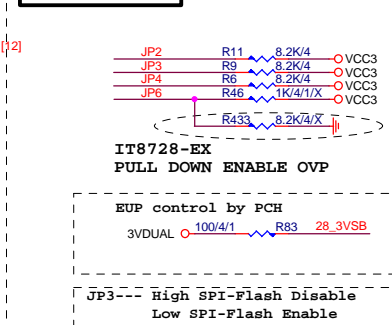 [12]
JP2 R11 8.2K/4 VCC3
JP3 R9 8.2K/4 VCC3
JP4 R6 8.2K/4 VCC3
JP6 R46 1K/4/1/X VCC3
R433 8.2K/4/X
IT8728-EX
PULL DOWN ENABLE OVP
EUP control by PCH
3VDUAL 100/4/1 R83 28_3VSB
JP3--- High SPI-Flash Disable
Low SPI-Flash Enable